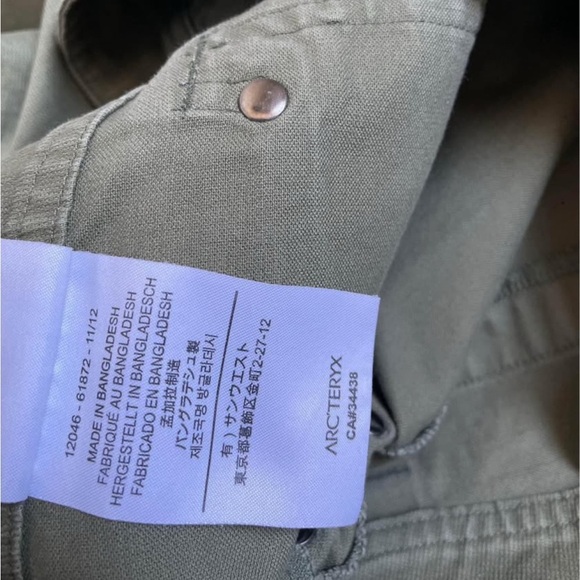 12046 - 61872 - 11/12
MADE IN BANGLADESH
FABRIQUÉ AU BANGLADESH
HERGESTELLT IN BANGLADESCH
FABRICADO EN BANGLADESH
孟加拉制造
バングラデシュ製
제조국명 방글라데시
有）サンウエスト
東京都葛飾区金町2-27-12
ARC'TERYX
CA#34438